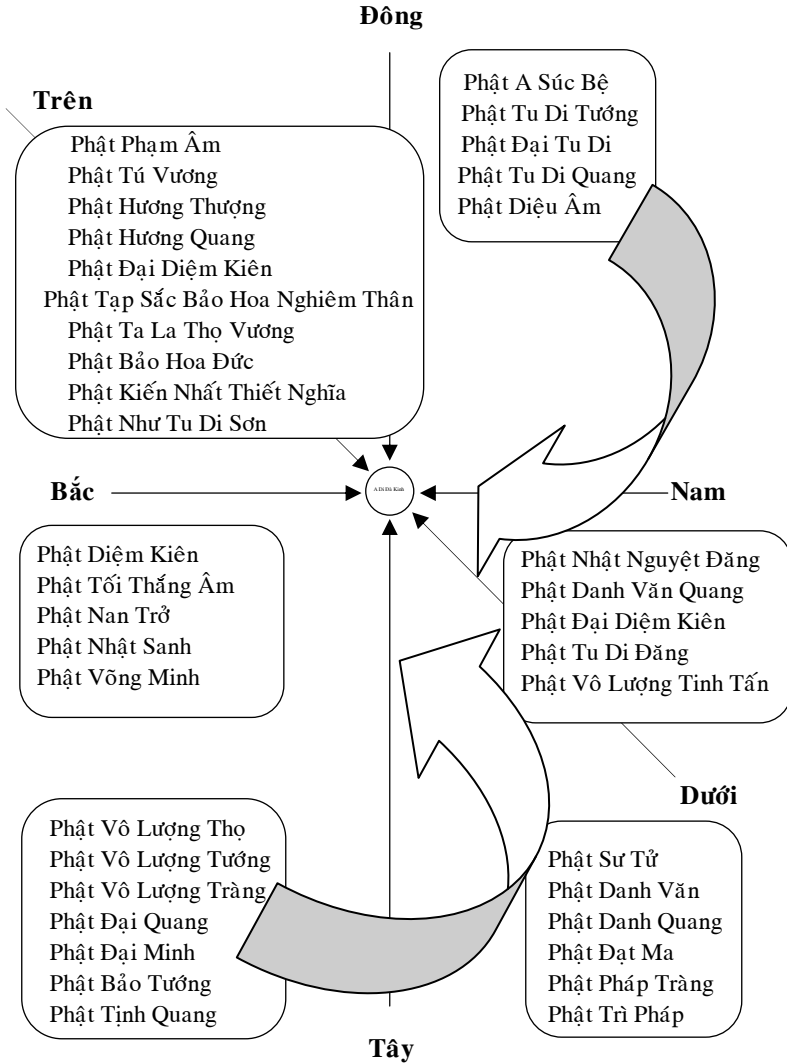 Đông
Trên
Phật A Súc Bệ
Phật Tu Di Tướng
Phật Đại Tu Di
Phật Tu Di Quang
Phật Diệu Âm
Phật Phạm Âm
Phật Tú Vương
Phật Hương Thượng
Phật Hương Quang
Phật Đại Diệm Kiên
Phật Tạp Sắc Bảo Hoa Nghiêm Thân
Phật Ta La Thọ Vương
Phật Bảo Hoa Đức
Phật Kiến Nhất Thiết Nghĩa
Phật Như Tu Di Sơn
Bắc
A Di Đà Kinh
Nam
Phật Diệm Kiên
Phật Tối Thắng Âm
Phật Nan Trở
Phật Nhật Sanh
Phật Võng Minh
Phật Nhật Nguyệt Đăng
Phật Danh Văn Quang
Phật Đại Diệm Kiên
Phật Tu Di Đăng
Phật Vô Lượng Tinh Tấn
Dưới
Phật Vô Lượng Thọ
Phật Vô Lượng Tướng
Phật Vô Lượng Tràng
Phật Đại Quang
Phật Đại Minh
Phật Bảo Tướng
Phật Tịnh Quang
Phật Sư Tử
Phật Danh Văn
Phật Danh Quang
Phật Đạt Ma
Phật Pháp Tràng
Phật Trì Pháp
Tây